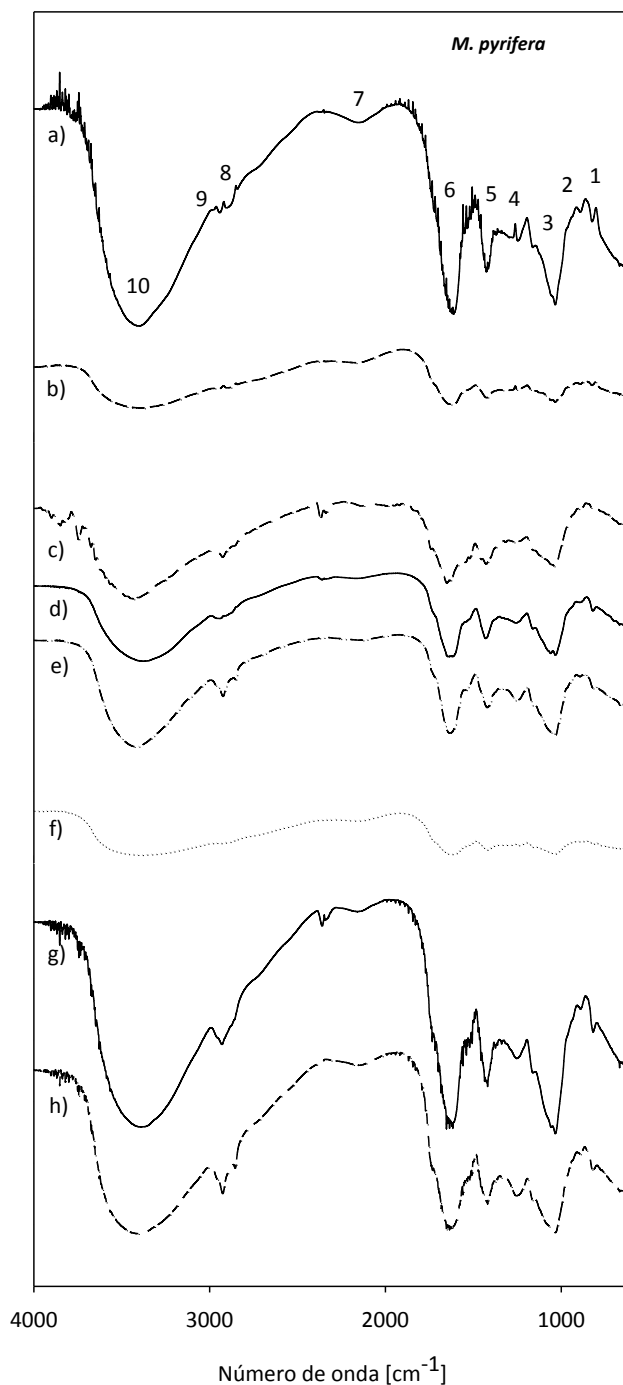 M. pyrifera
7
a)
8
9
6
5
4
2
1
3
10
b)
c)
d)
e)
f)
g)
h)
4000 3000 2000 1000
Número de onda [cm-1]